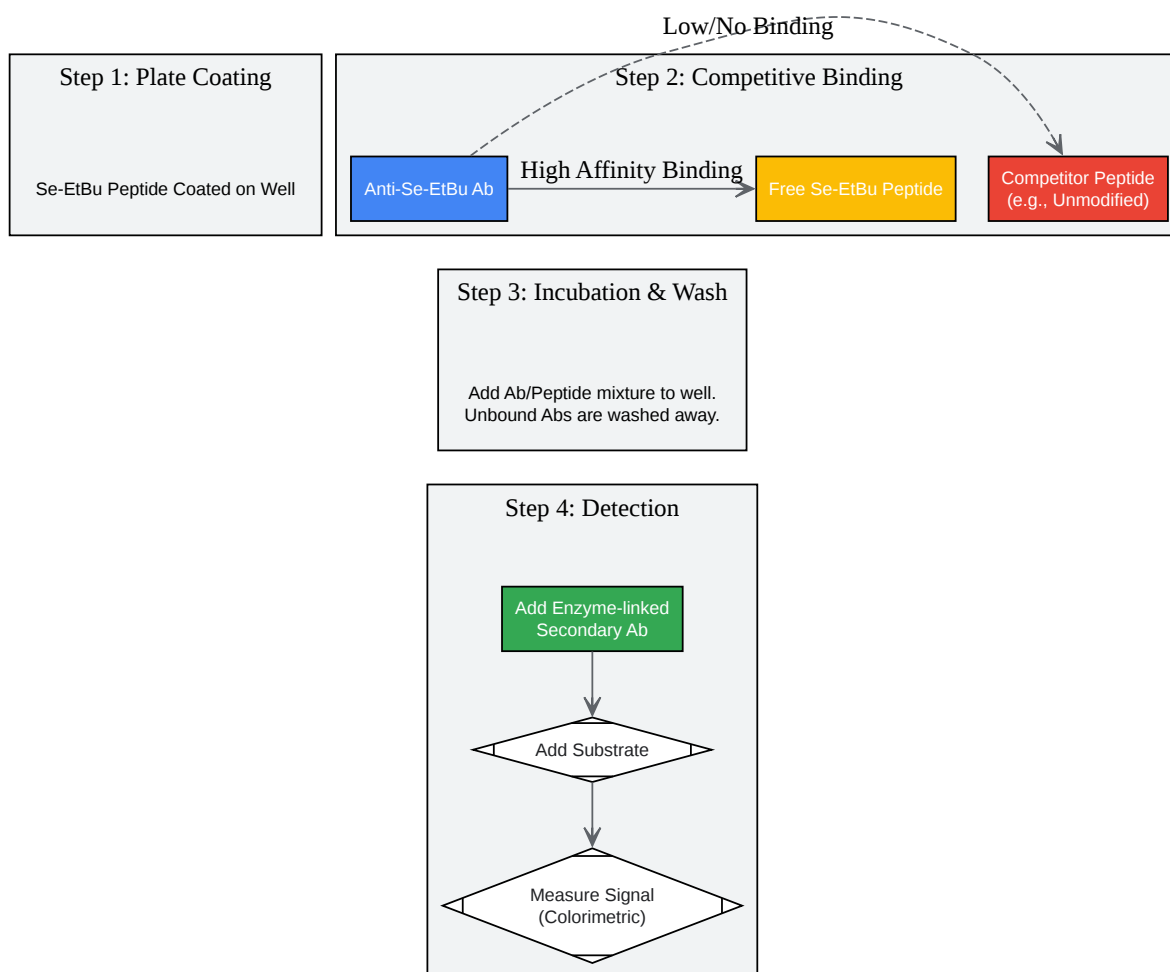 Low/No Binding
Step 1: Plate Coating
Step 2: Competitive Binding
Se-EtBu Peptide Coated on Well
Anti-Se-EtBu Ab
High Affinity Binding
Free Se-EtBu Peptide
Competitor Peptide
(e.g., Unmodified)
Step 3: Incubation & Wash
Add Ab/Peptide mixture to well.
Unbound Abs are washed away.
Step 4: Detection
Add Enzyme-linked
Secondary Ab
Add Substrate
Measure Signal
(Colorimetric)